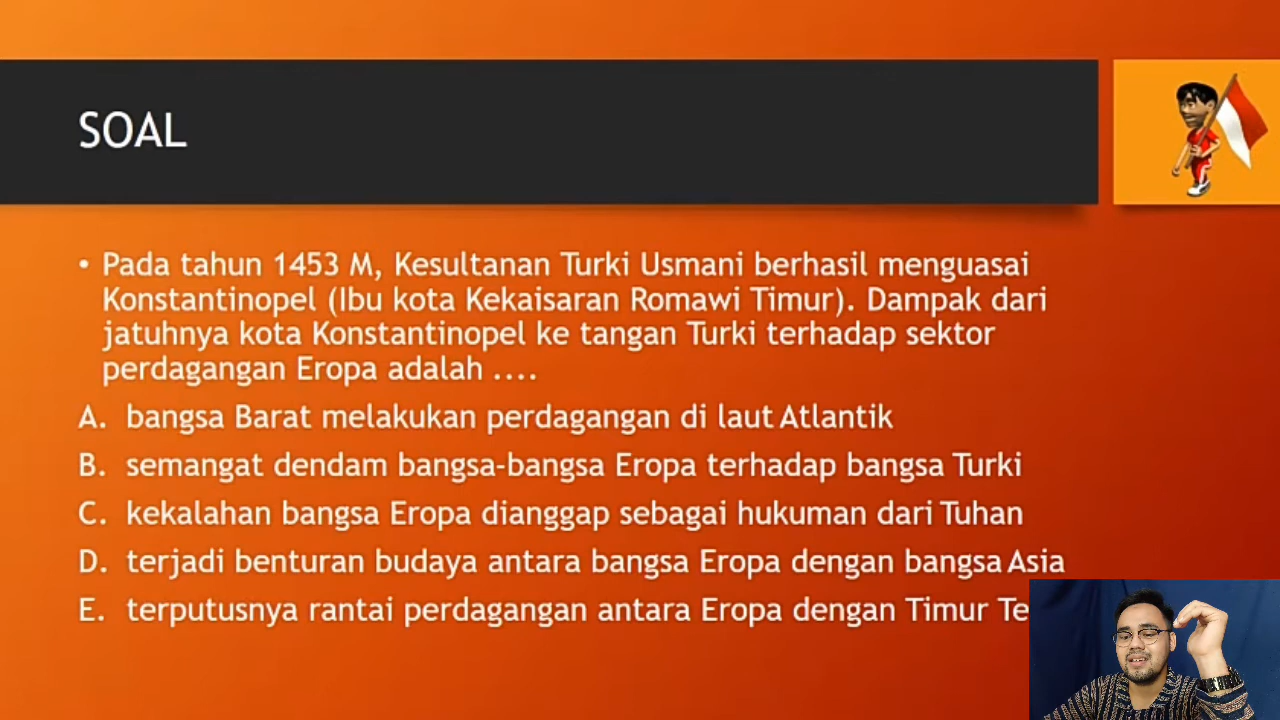 SOAL
• Pada tahun 1453 M, Kesultanan Turki Usmani berhasil menguasai
Konstantinopel (Ibu kota Kekaisaran Romawi Timur). Dampak dari
jatuhnya kota Konstantinopel ke tangan Turki terhadap sektor
perdagangan Eropa adalah ....
A. bangsa Barat melakukan perdagangan di laut Atlantik
B. semangat dendam bangsa-bangsa Eropa terhadap bangsa Turki
C. kekalahan bangsa Eropa dianggap sebagai hukuman dari Tuhan
D. terjadi benturan budaya antara bangsa Eropa dengan bangsa Asia
E. terputusnya rantai perdagangan antara Eropa dengan Timur